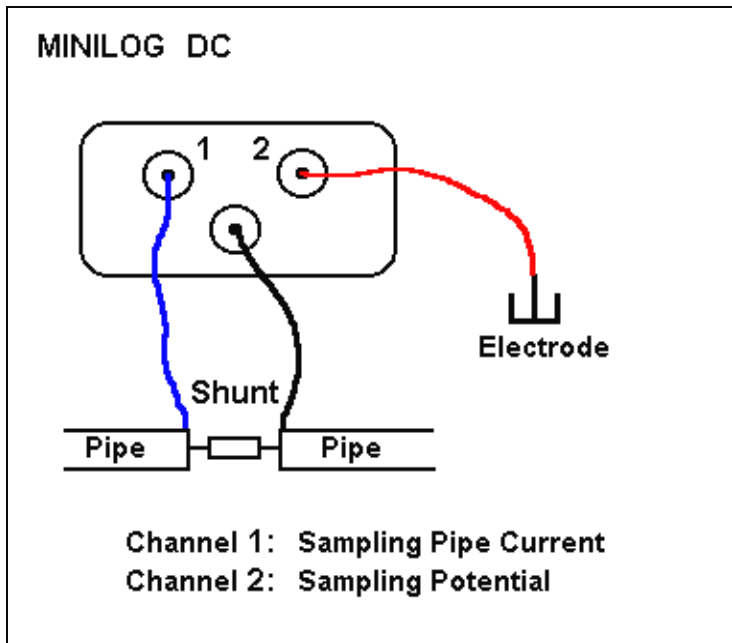 MINILOG DC
1 2
Electrode
Shunt
Pipe Pipe
Channel 1: Sampling Pipe Current
Channel 2: Sampling Potential